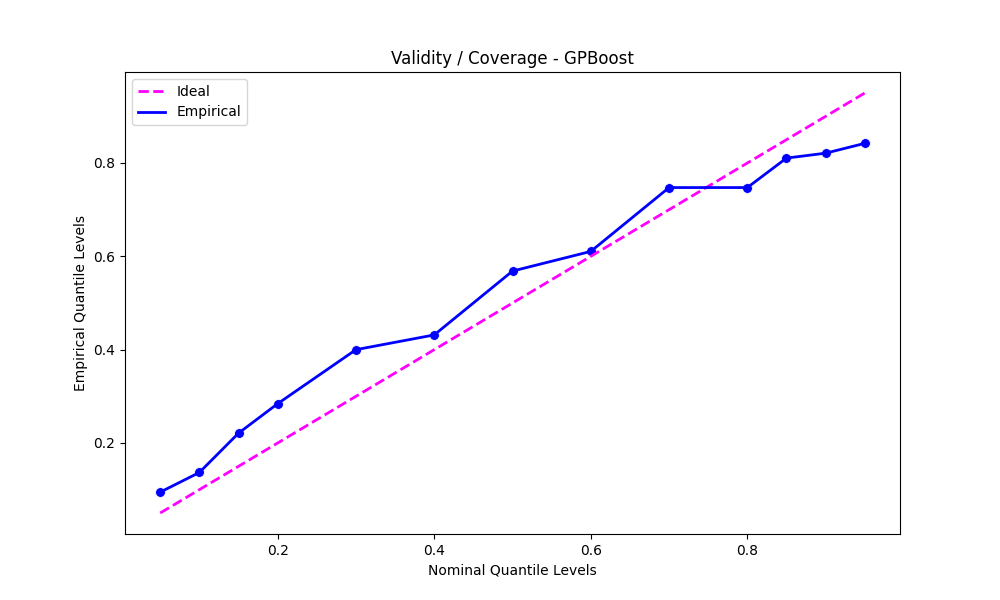 Validity / Coverage - GPBoost
Ideal
Empirical
Empirical Quantile Levels
0.8
0.6
0.4
0.2
0.2
0.4
0.6
0.8
Nominal Quantile Levels